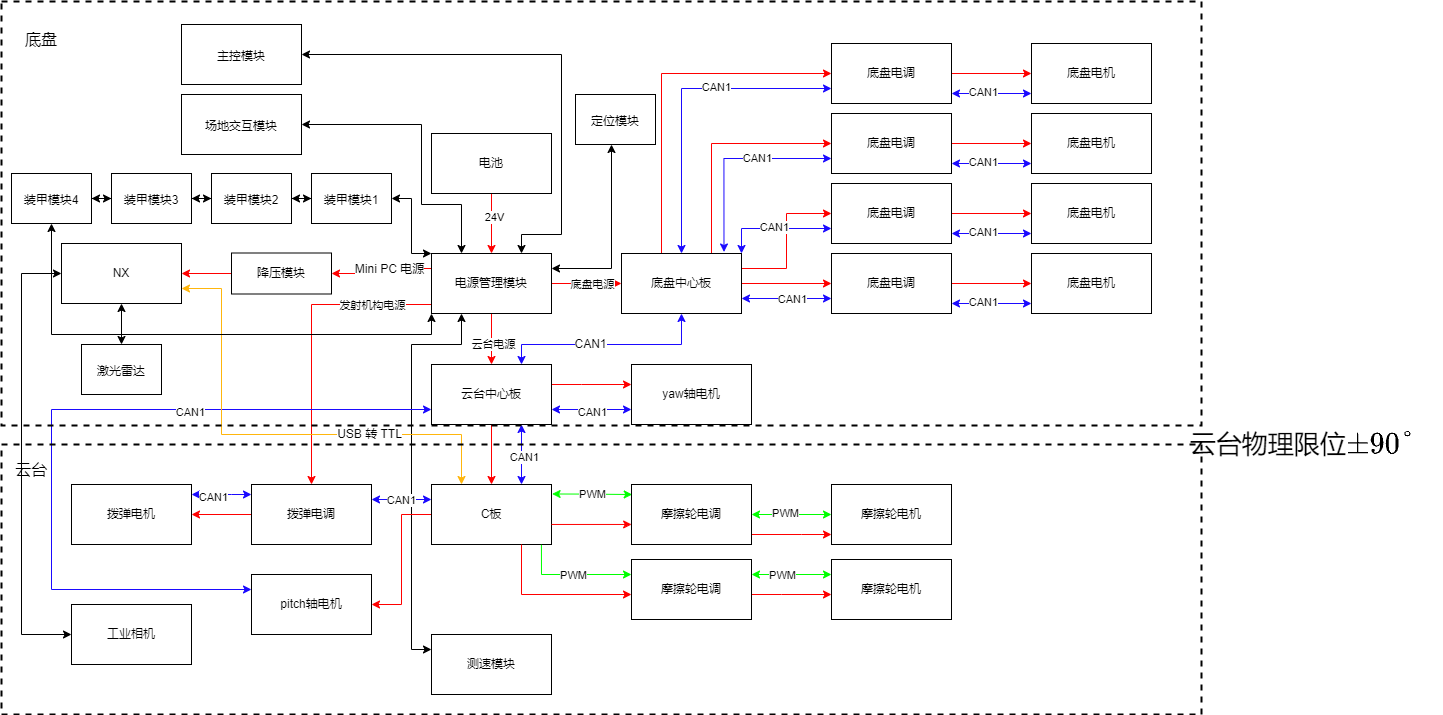 底盘
主控模块
场地交互模块
电池
定位模块
CAN1
底盘电调
CAN1
底盘电机
CAN1
底盘电调
CAN1
底盘电机
装甲模块4
装甲模块3
装甲模块2
装甲模块1
24V
CAN1
底盘电调
CAN1
底盘电机
NX
降压模块
Mini PC 电源
电源管理模块
底盘电源
底盘中心板
CAN1
底盘电调
CAN1
底盘电机
发射机构电源
云台电源
CAN1
激光雷达
云台中心板
CAN1
yaw轴电机
CAN1
USB 转 TTL
云台物理限位±90°
云台
CAN1
拨弹电机
CAN1
拨弹电调
CAN1
C板
PWM
摩擦轮电调
PWM
摩擦轮电机
PWM
摩擦轮电调
PWM
摩擦轮电机
pitch轴电机
工业相机
测速模块